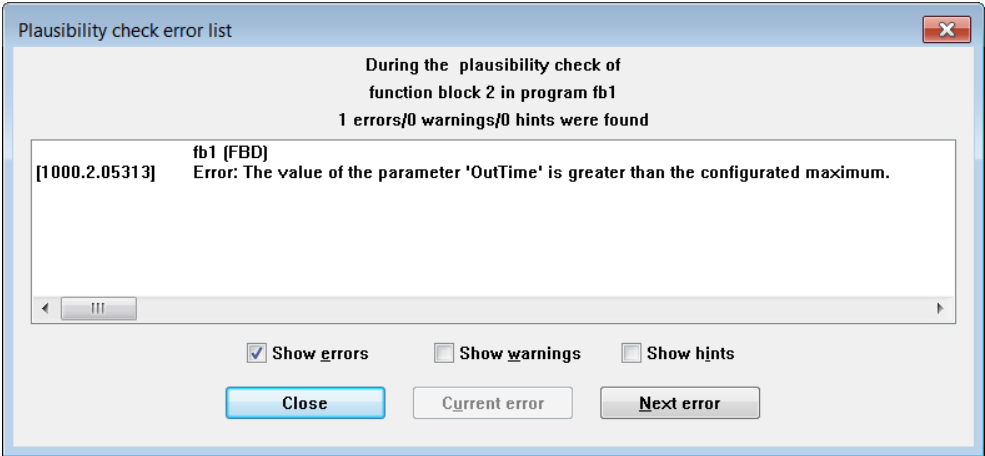 Plausibility check error list
During the plausibility check of
function block 2 in program fb1
1 errors/0 warnings/0 hints were found
fb1 (FBD)
[1000.2.05313] Error: The value of the parameter 'OutTime' is greater than the configurated maximum.
Show errors Show warnings Show hints
Close Current error Next error